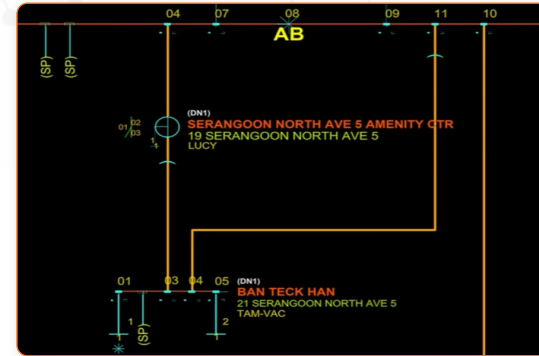 04 07 08 09 11 10
AB
(SP) (SP)
(DN1)
SERANGOON NORTH AVE 5 AMENITY CTR
19 SERANGOON NORTH AVE 5
LUCY
01 02
03
1
(DN1)
01 03 04 05
BAN TECK HAN
21 SERANGOON NORTH AVE 5
TAM-VAC
1 (SP) 2
1 1